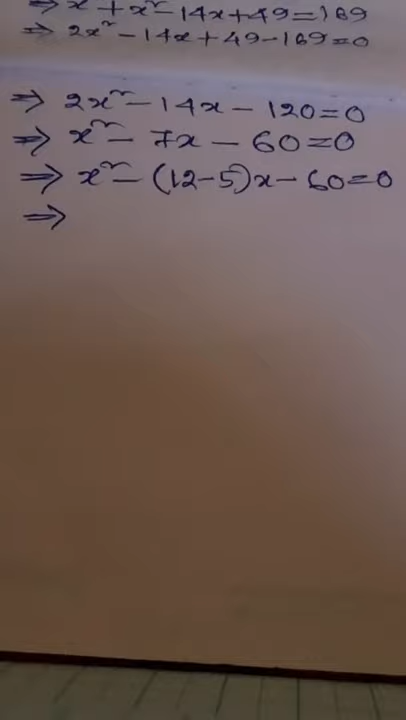 ⇒ x² + x² - 14x + 49 = 169
⇒ 2x² - 14x + 49 - 169 = 0
⇒ 2x² - 14x - 120 = 0
⇒ x² - 7x - 60 = 0
⇒ x² - (12 - 5)x - 60 = 0
⇒